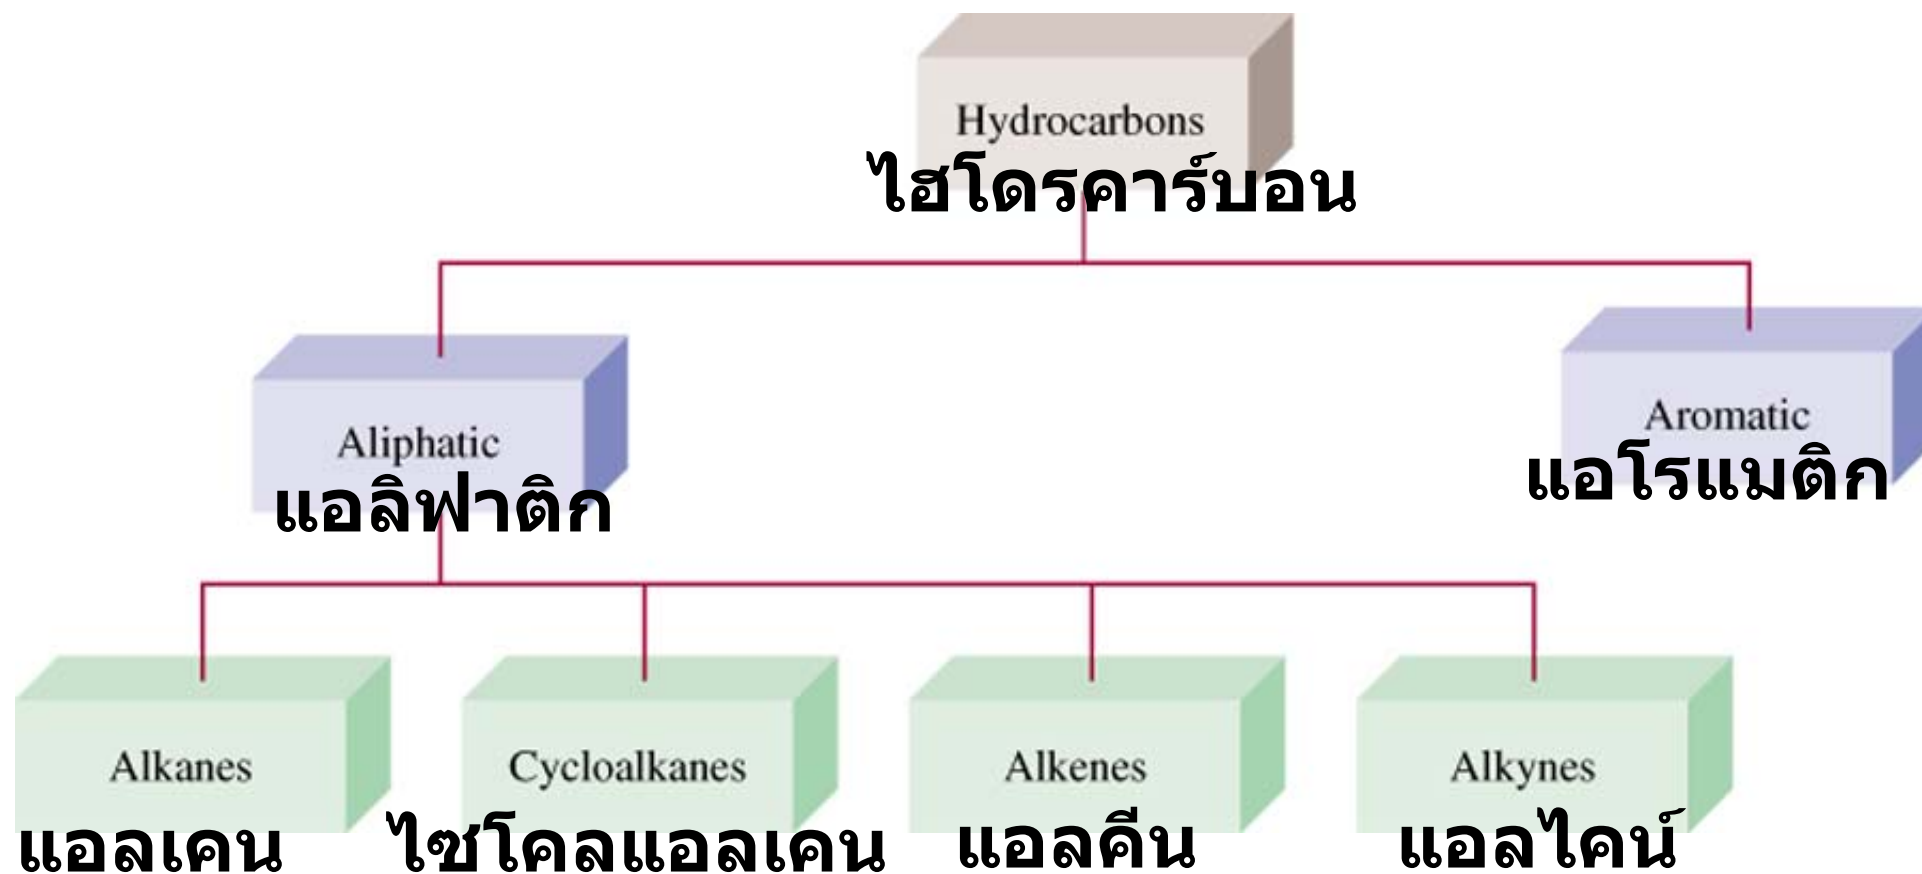 Hydrocarbons
ไฮโดรคาร์บอน
Aliphatic
แอลิฟาติก
Aromatic
แอโรแมติก
Alkanes
แอลเคน
Cycloalkanes
ไซโคลแอลเคน
Alkenes
แอลคีน
Alkynes
แอลไคน์